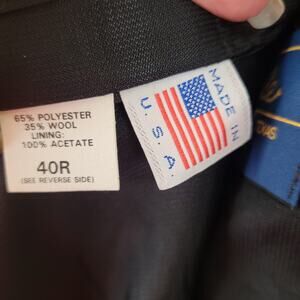 65% POLYESTER
35% WOOL
LINING:
100% ACETATE
40R
(SEE REVERSE SIDE)
MADE IN
U.S.A.